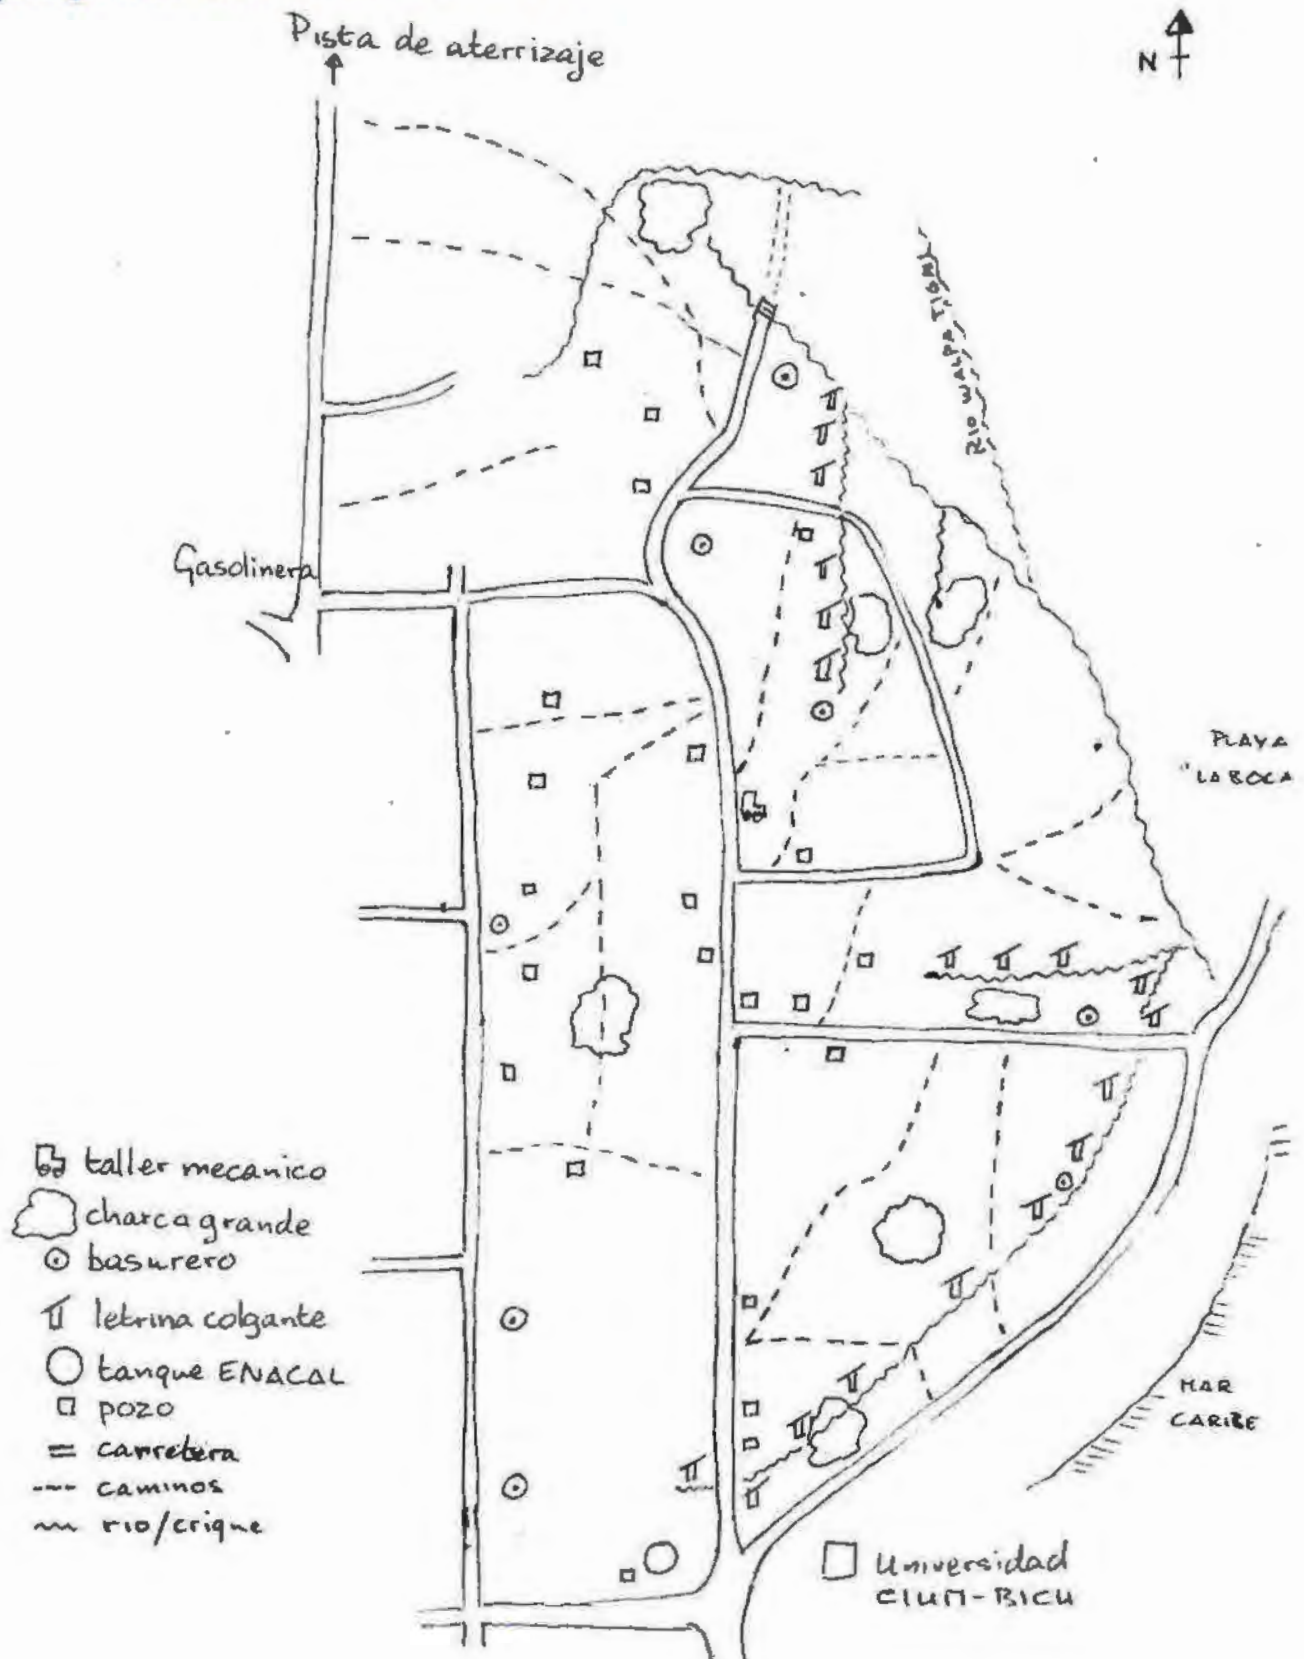 Pista de aterrizaje
N
RIO WALPA TIGNI
Gasolinera
PLAYA
LA BOCA
taller mecanico
charca grande
basurero
letrina colgante
tanque ENACAL
pozo
carretera
caminos
rio/crique
MAR
CARIBE
Universidad
CIUM-BICU